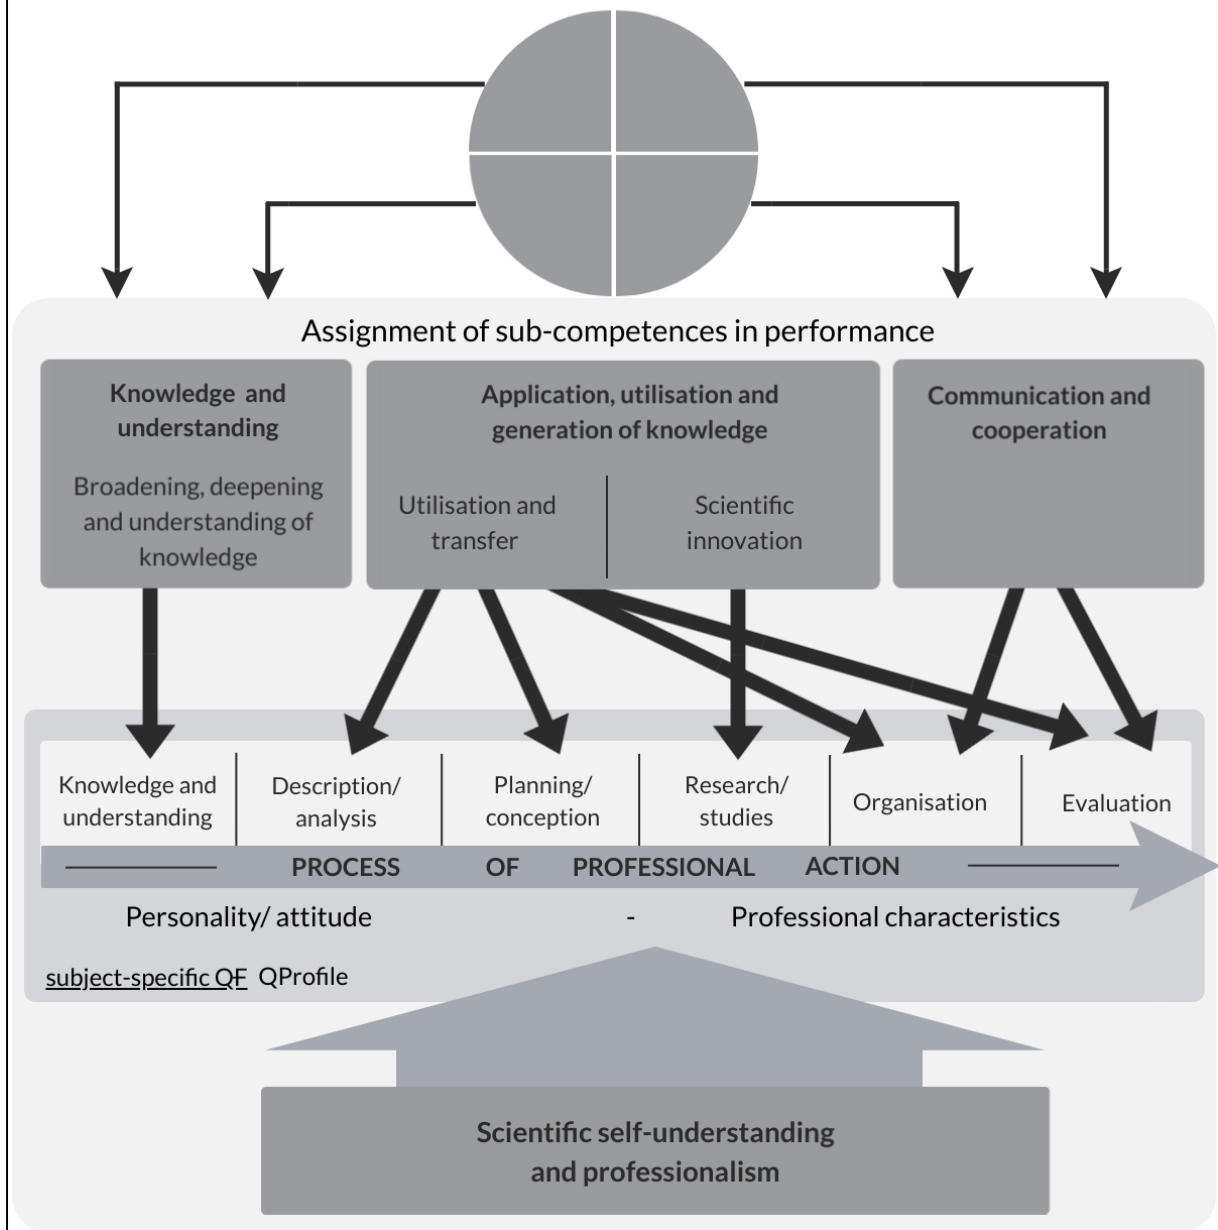 Assignment of sub-competences in performance
Knowledge and
understanding
Broadening, deepening
and understanding of
knowledge
Application, utilisation and
generation of knowledge
Utilisation and
transfer
Scientific
innovation
Communication and
cooperation
Knowledge and
understanding
Description/
analysis
Planning/
conception
Research/
studies
Organisation
Evaluation
PROCESS OF PROFESSIONAL ACTION
Personality/ attitude - Professional characteristics
subject-specific QF QProfile
Scientific self-understanding
and professionalism